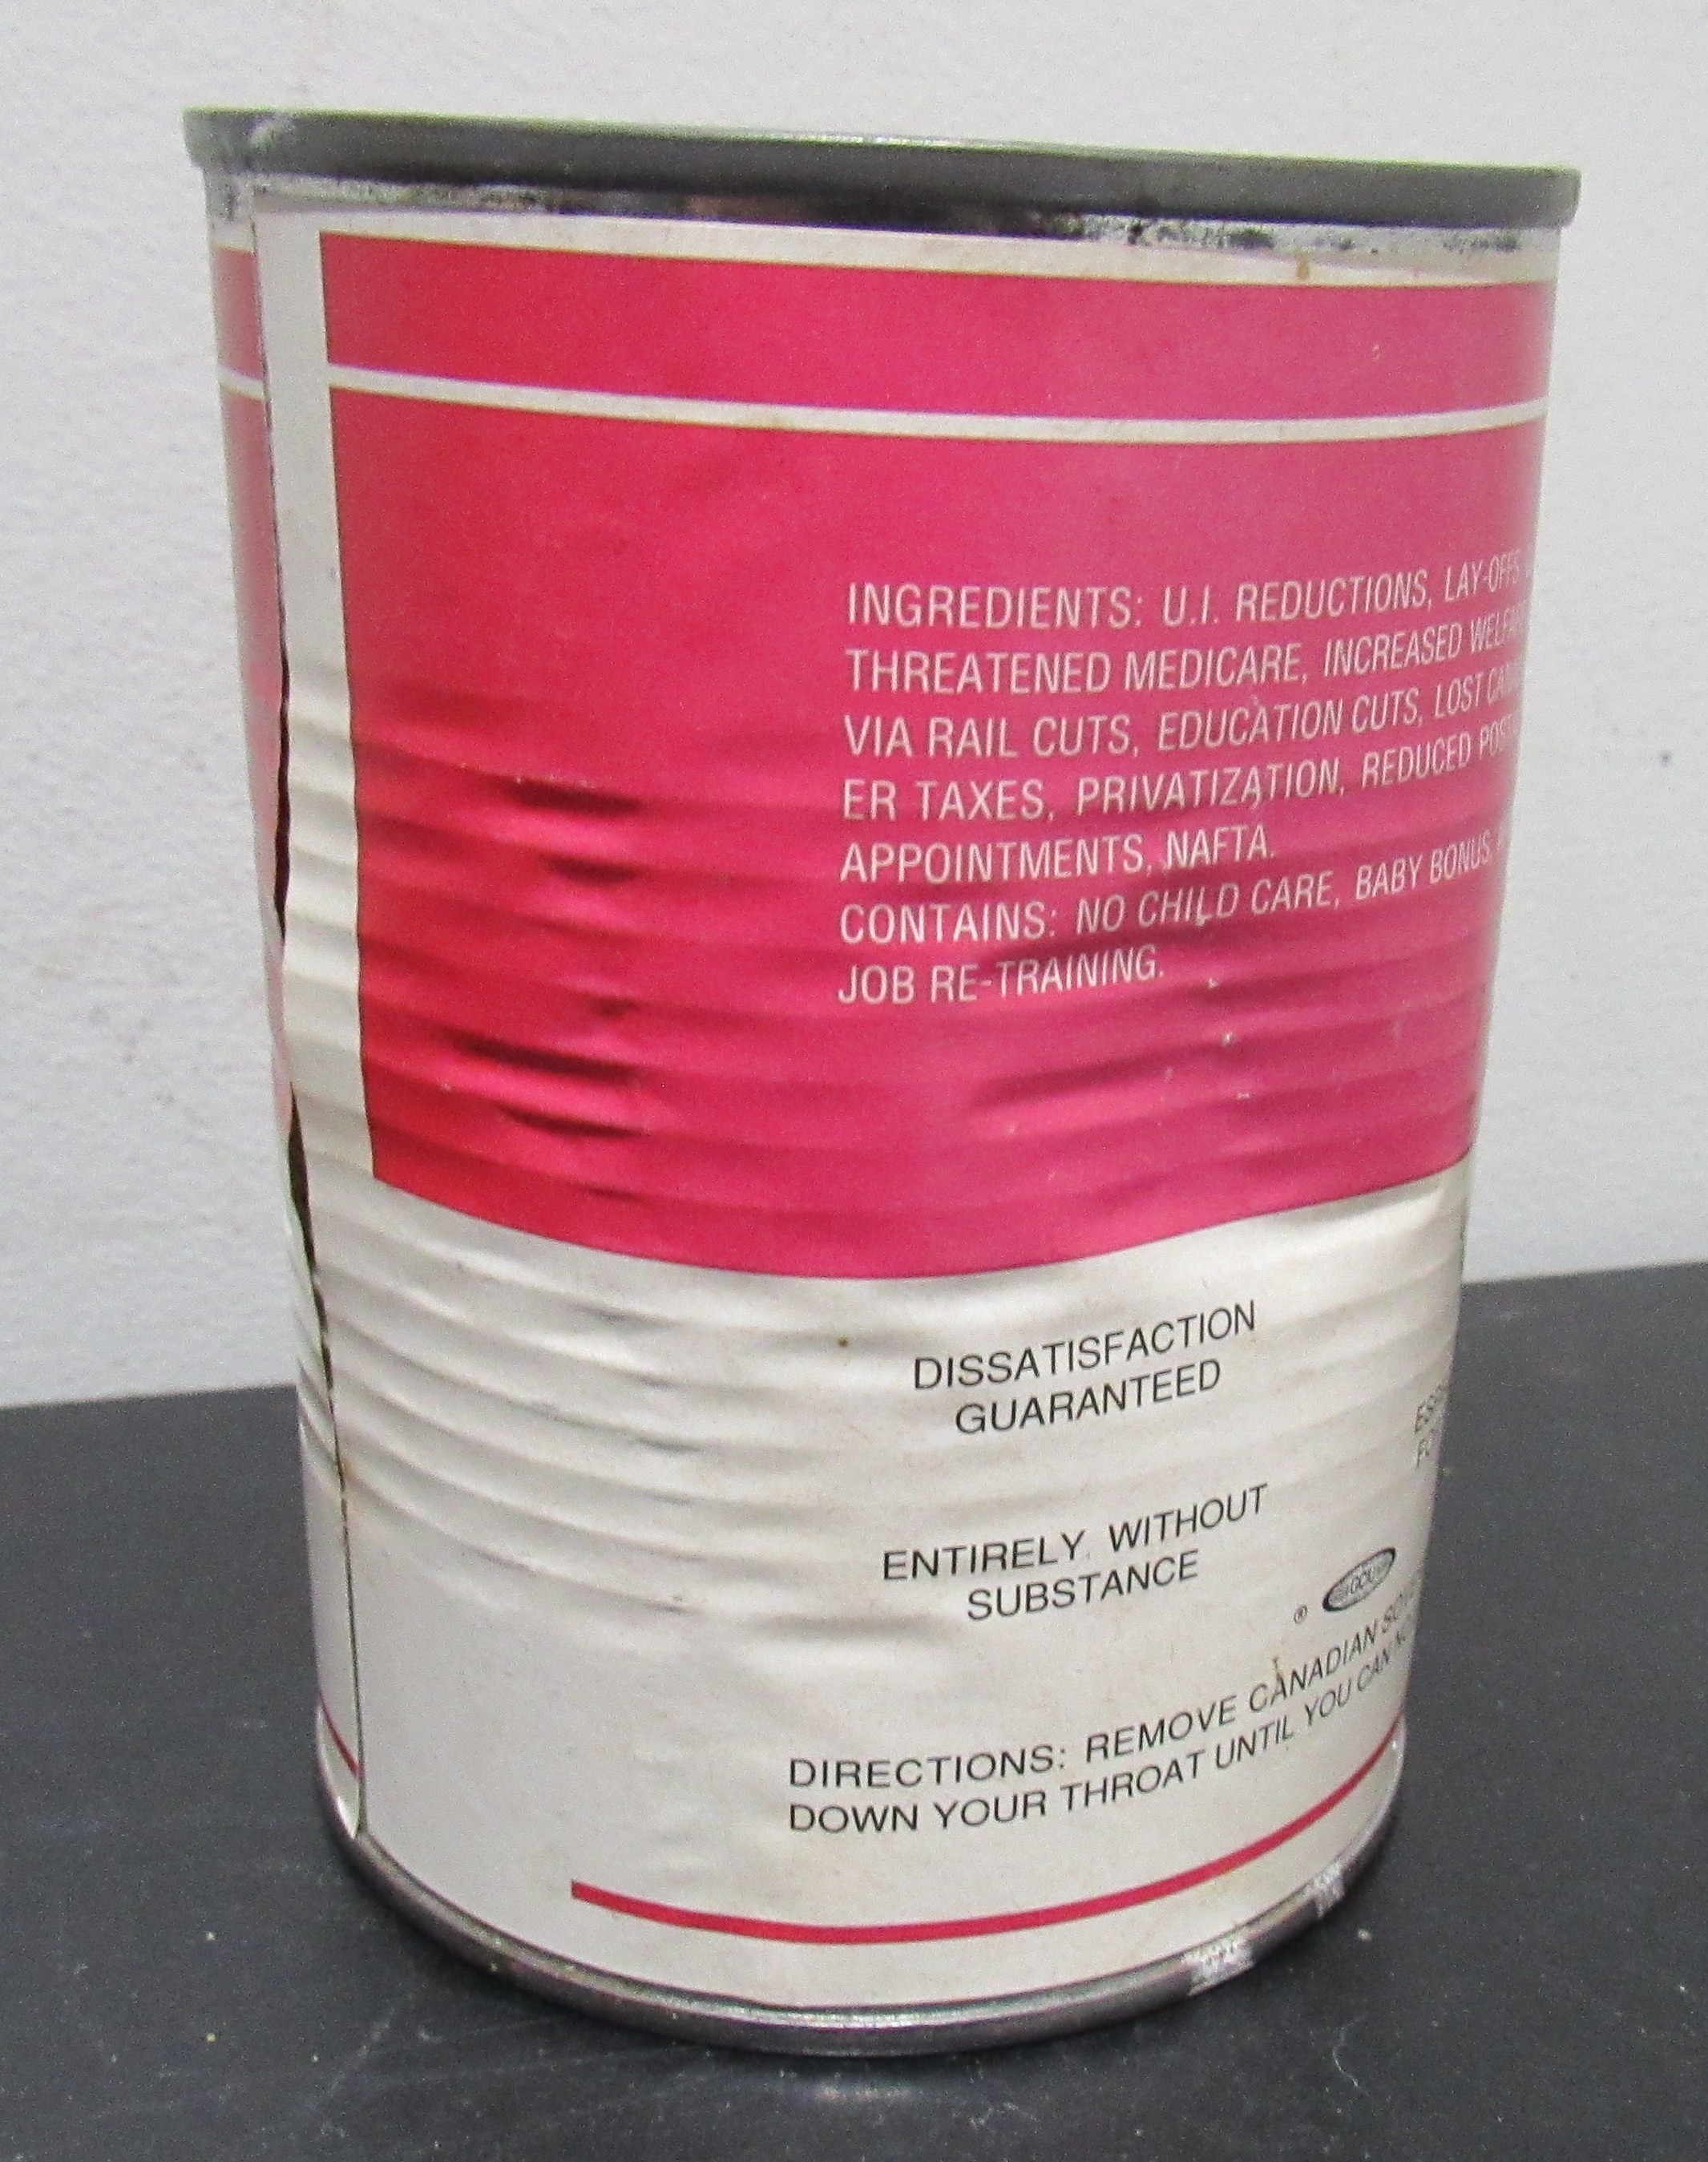 INGREDIENTS: U.I. REDUCTIONS, LAY-OFFS,
THREATENED MEDICARE, INCREASED
VIA RAIL CUTS, EDUCATION CUTS, LOST
ER TAXES, PRIVATIZATION, REDUCED
APPOINTMENTS, NAFTA.
CONTAINS: NO CHILD CARE, BABY BONUS
JOB RE-TRAINING.
DISSATISFACTION
GUARANTEED
ENTIRELY WITHOUT
SUBSTANCE
®
DIRECTIONS: REMOVE CANADIAN
DOWN YOUR THROAT UNTIL YOU CAN